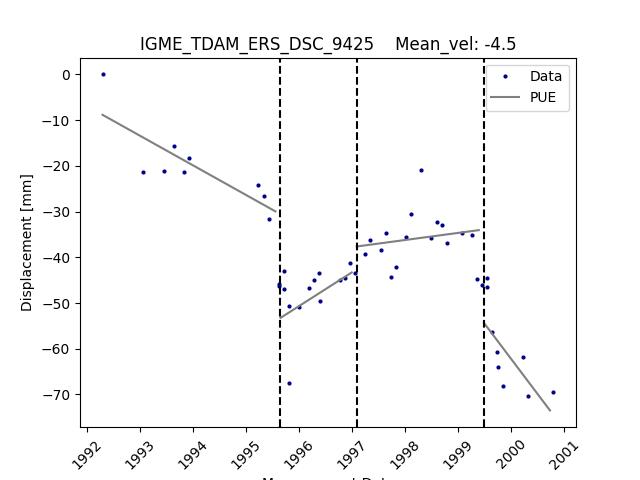 IGME_TDAM_ERS_DSC_9425 Mean_vel: -4.5
Data
PUE
Displacement [mm]
0
−10
−20
−30
−40
−50
−60
−70
1992 1993 1994 1995 1996 1997 1998 1999 2000 2001